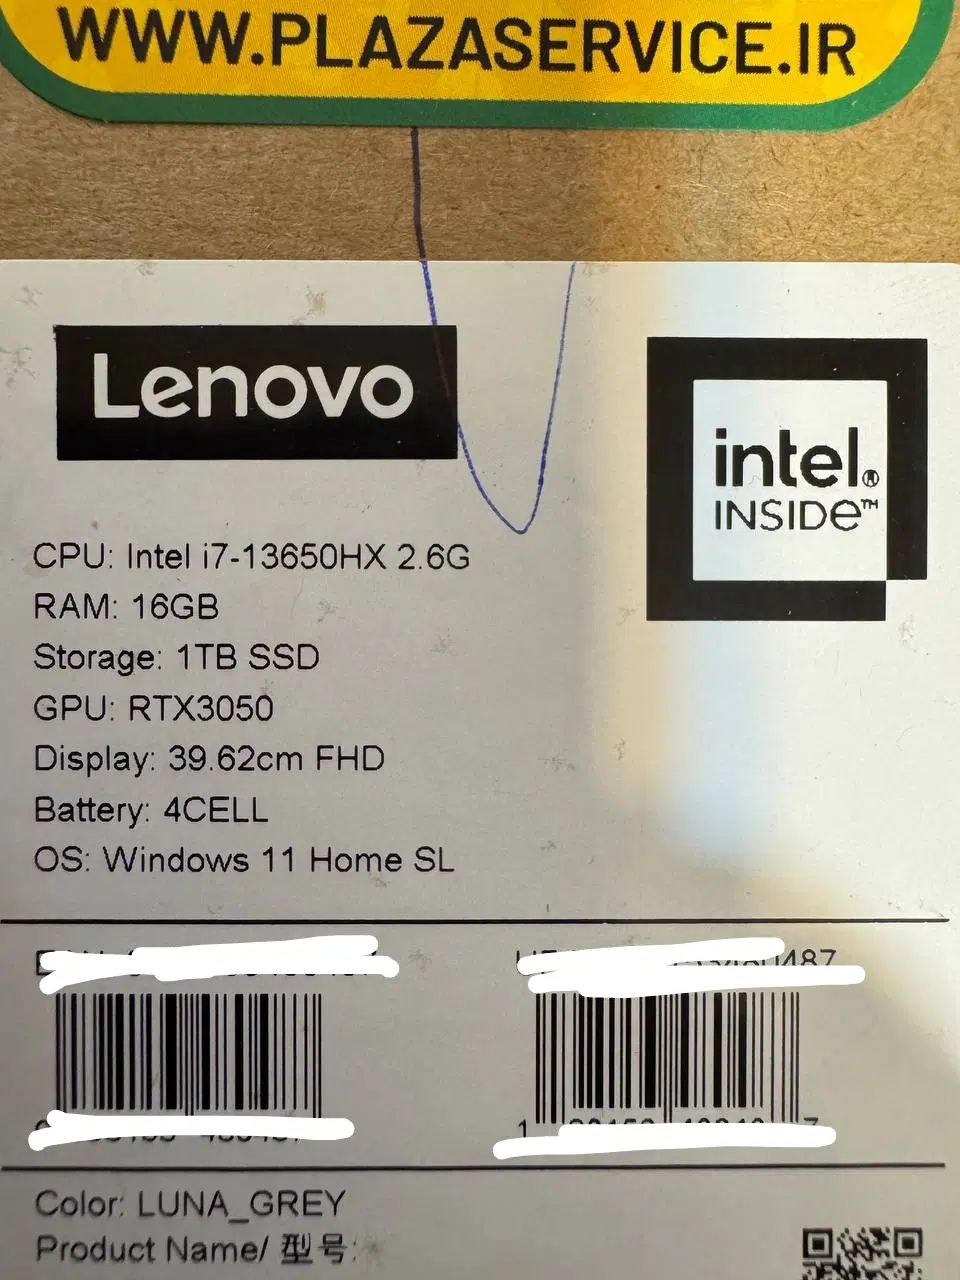 WWW.PLAZASERVICE.IR
Lenovo
intel®
INSIDe™
CPU: Intel i7-13650HX 2.6G
RAM: 16GB
Storage: 1TB SSD
GPU: RTX3050
Display: 39.62cm FHD
Battery: 4CELL
OS: Windows 11 Home SL
Color: LUNA_GREY
Product Name/ 型号: